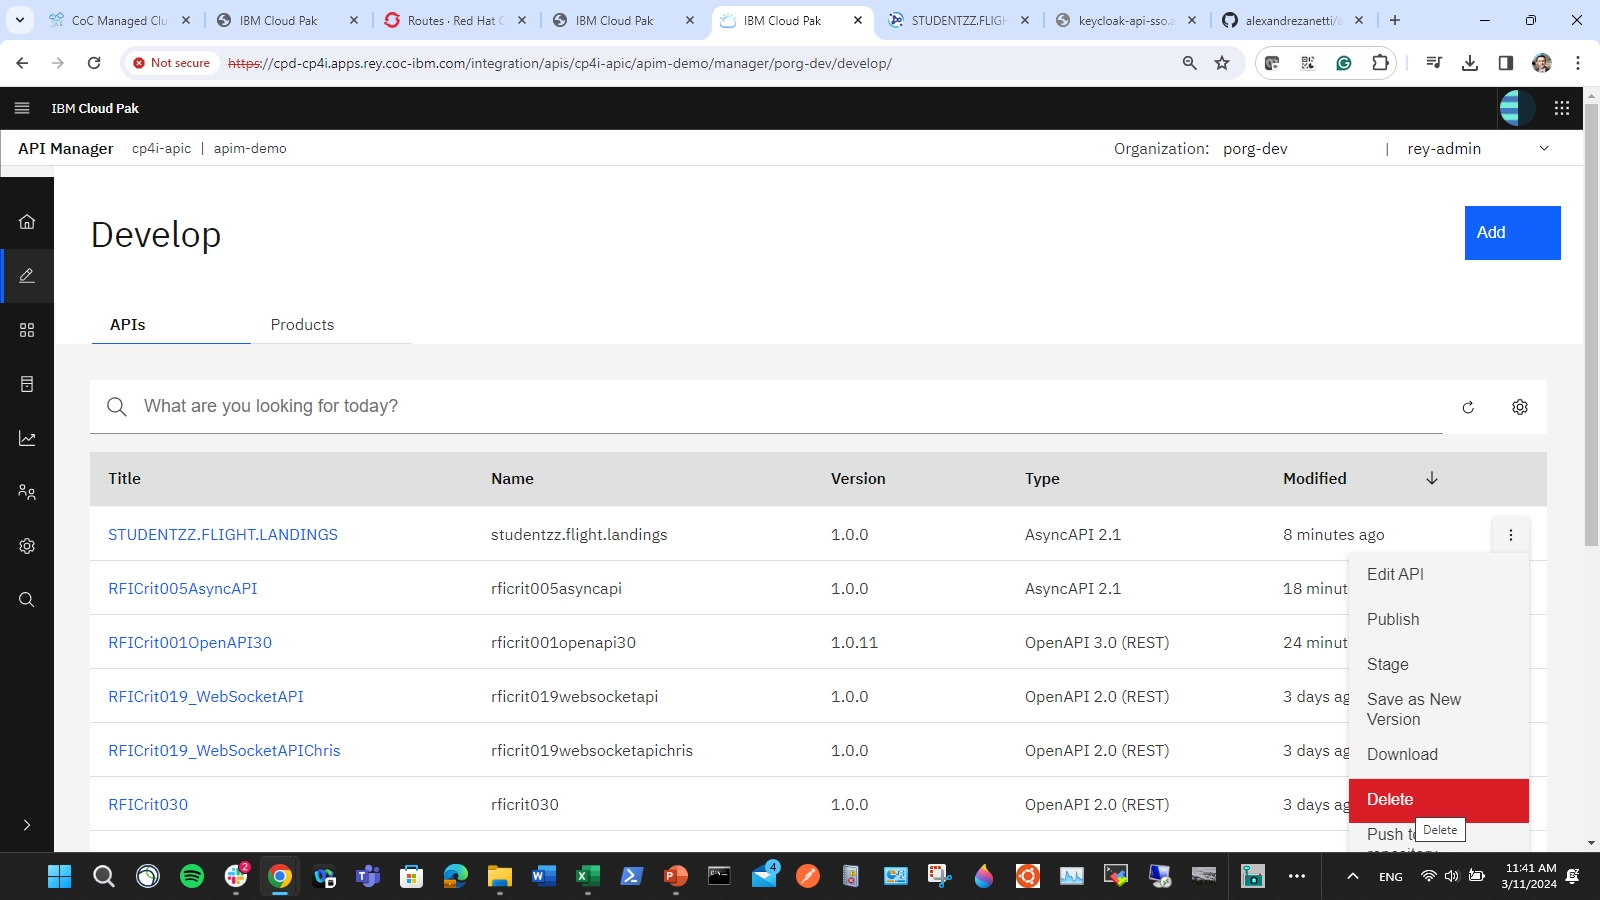 CoC Managed Clu
IBM Cloud Pak
Routes · Red Hat C
IBM Cloud Pak
IBM Cloud Pak
STUDENTZZ.FLIGH
keycloak-api-sso.a
alexandrezanetti/a
Not secure
https://cpd-cp4i.apps.rey.coc-ibm.com/integration/apis/cp4i-apic/apim-demo/manager/porg-dev/develop/
IBM Cloud Pak
API Manager cp4i-apic | apim-demo
Organization: porg-dev | rey-admin
Develop
Add
APIs Products
What are you looking for today?
Title Name Version Type Modified
STUDENTZZ.FLIGHT.LANDINGS studentzz.flight.landings 1.0.0 AsyncAPI 2.1 8 minutes ago
RFICrit005AsyncAPI rficrit005asyncapi 1.0.0 AsyncAPI 2.1 18 minut
RFICrit001OpenAPI30 rficrit001openapi30 1.0.11 OpenAPI 3.0 (REST) 24 minut
RFICrit019_WebSocketAPI rficrit019websocketapi 1.0.0 OpenAPI 2.0 (REST) 3 days ag
RFICrit019_WebSocketAPIChris rficrit019websocketapichris 1.0.0 OpenAPI 2.0 (REST) 3 days ag
RFICrit030 rficrit030 1.0.0 OpenAPI 2.0 (REST) 3 days ag
Edit API
Publish
Stage
Save as New
Version
Download
Delete
Push to
Delete
2
4
ENG
11:41 AM
3/11/2024